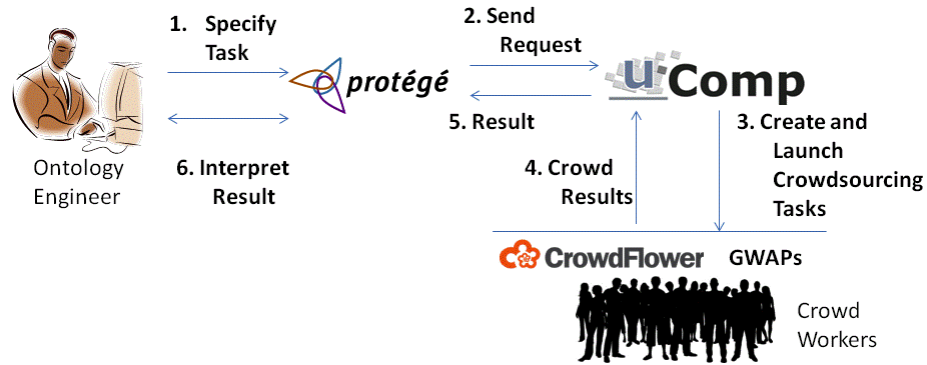 1. Specify
Task
protégé
2. Send
Request
uComp
5. Result
3. Create and
Launch
Crowdsourcing
Tasks
Ontology
Engineer
6. Interpret
Result
4. Crowd
Results
CrowdFlower
GWAPs
Crowd
Workers